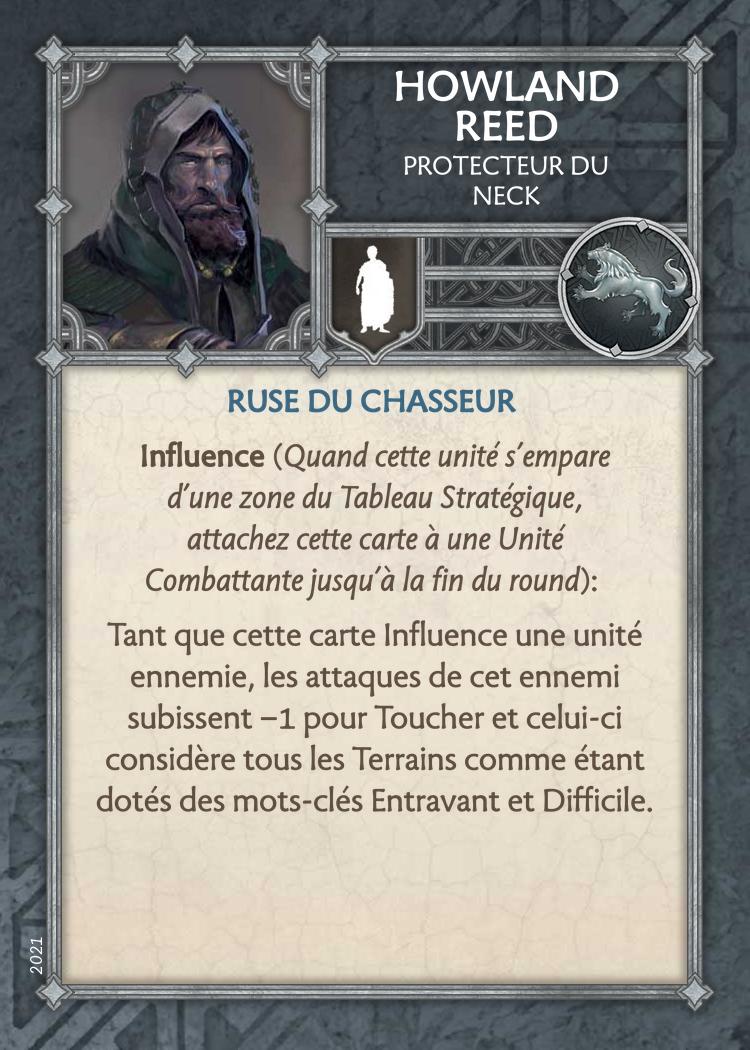 HOWLAND
REED
PROTECTEUR DU
NECK
RUSE DU CHASSEUR
Influence (Quand cette unité s’empare
d’une zone du Tableau Stratégique,
attachez cette carte à une Unité
Combattante jusqu’à la fin du round):
Tant que cette carte Influence une unité
ennemie, les attaques de cet ennemi
subissent –1 pour Toucher et celui-ci
considère tous les Terrains comme étant
dotés des mots-clés Entravant et Difficile.
2021